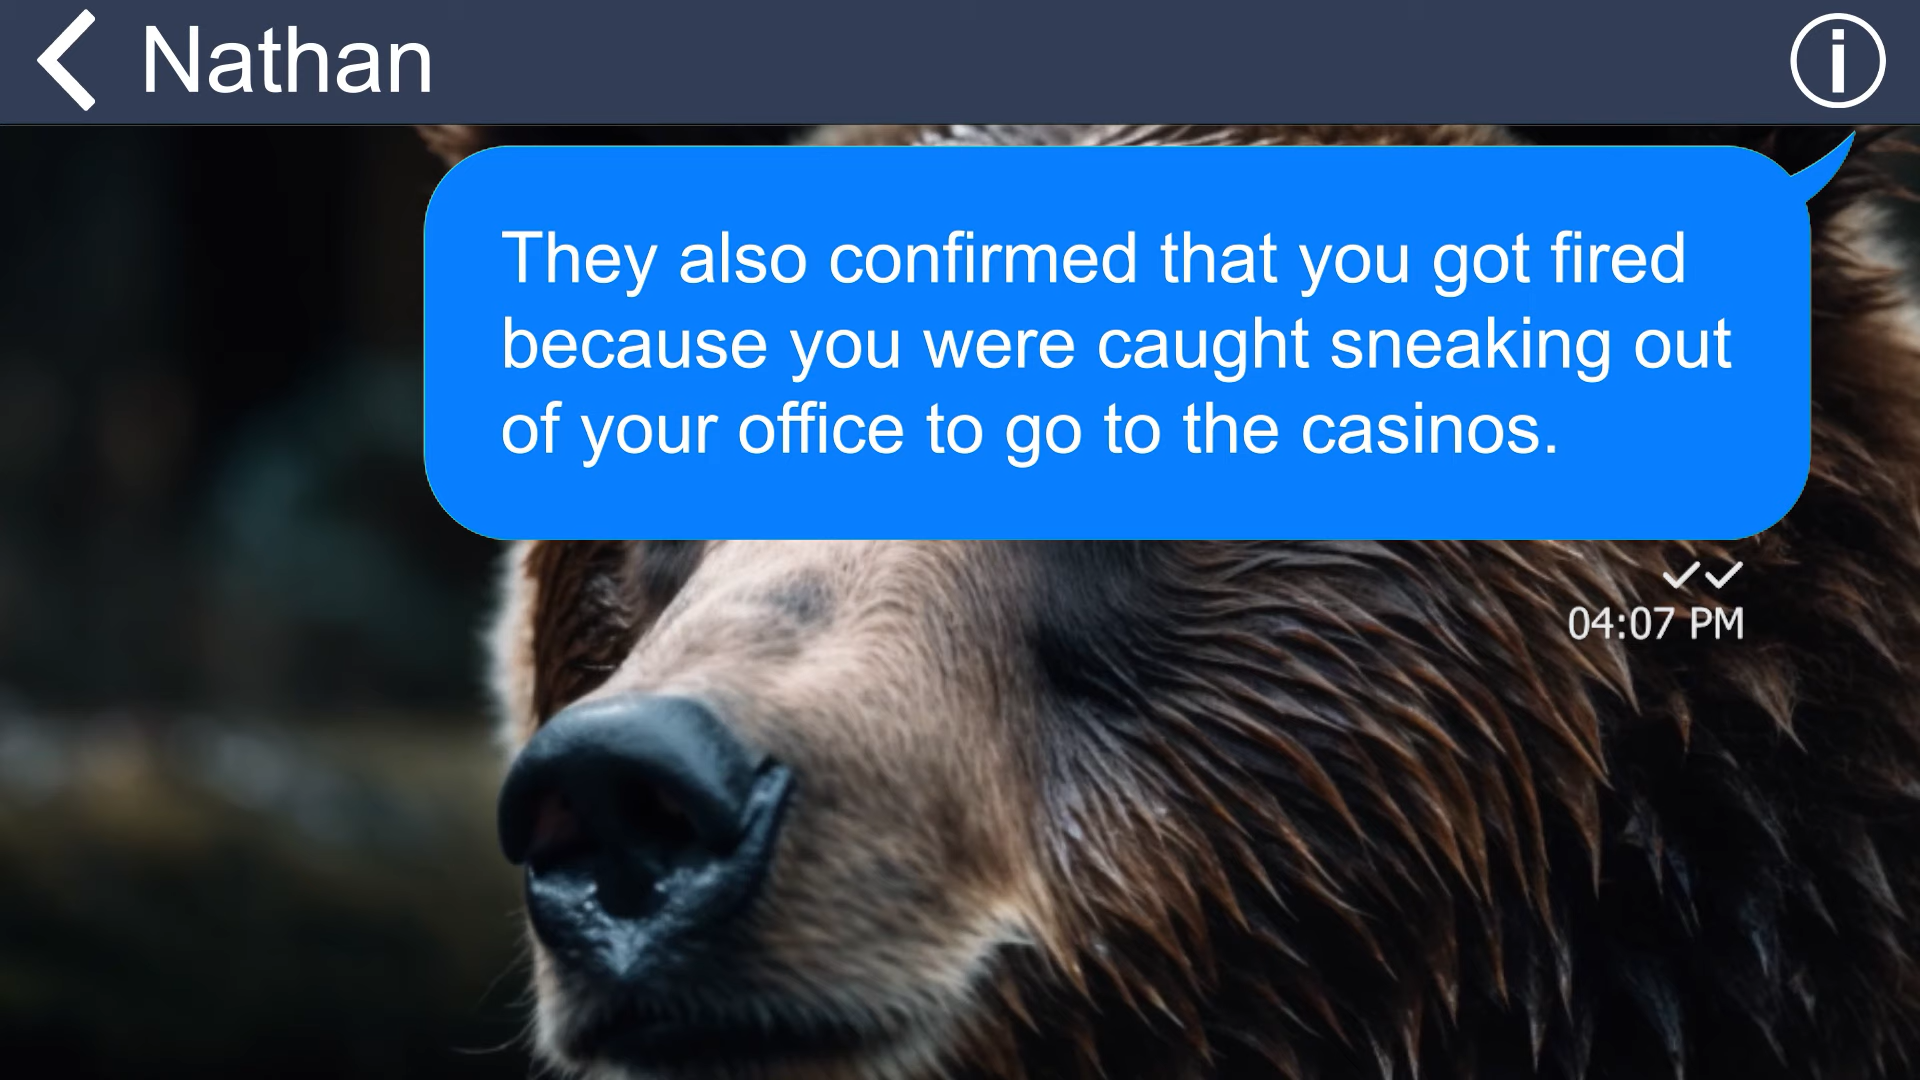 Nathan
They also confirmed that you got fired
because you were caught sneaking out
of your office to go to the casinos.
04:07 PM